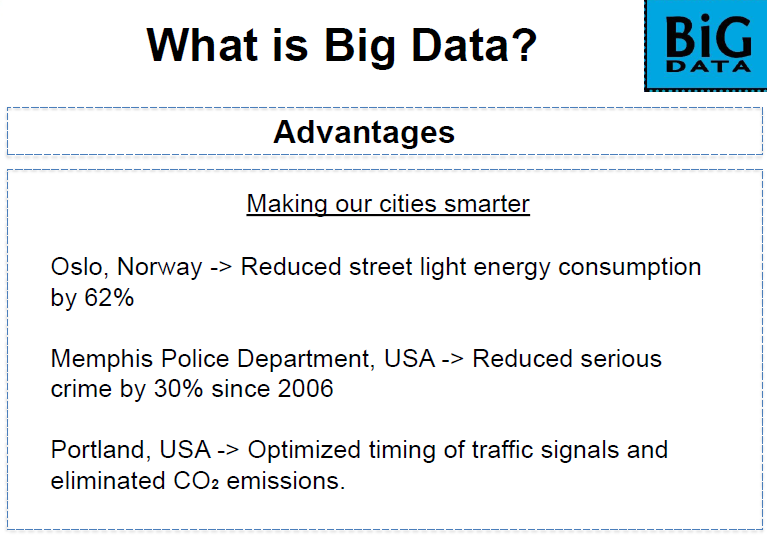 What is Big Data?
BiG
DATA
Advantages
Making our cities smarter
Oslo, Norway -> Reduced street light energy consumption
by 62%
Memphis Police Department, USA -> Reduced serious
crime by 30% since 2006
Portland, USA -> Optimized timing of traffic signals and
eliminated CO₂ emissions.